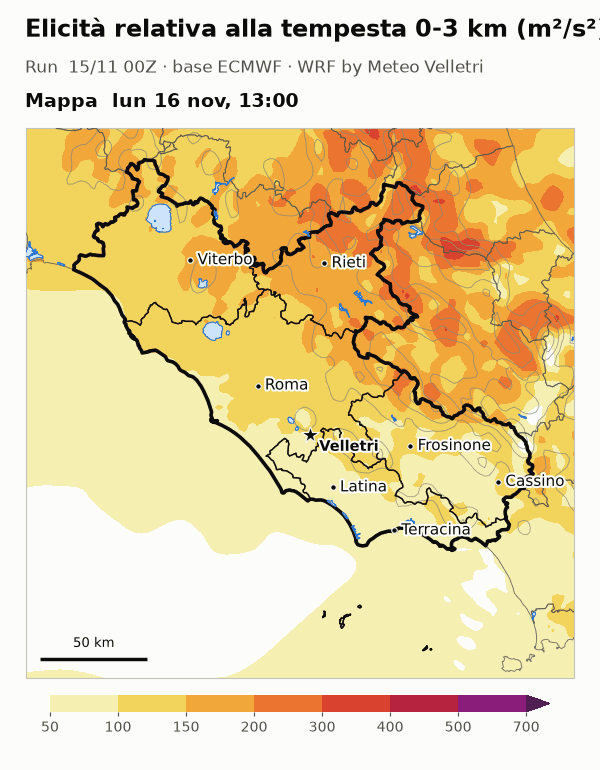 Elicità relativa alla tempesta 0-3 km (m²/s²)
Run 15/11 00Z · base ECMWF · WRF by Meteo Velletri
Mappa lun 16 nov, 13:00
Viterbo
Rieti
Roma
Velletri
Frosinone
Cassino
Latina
Terracina
50 km
50 100 150 200 300 400 500 700